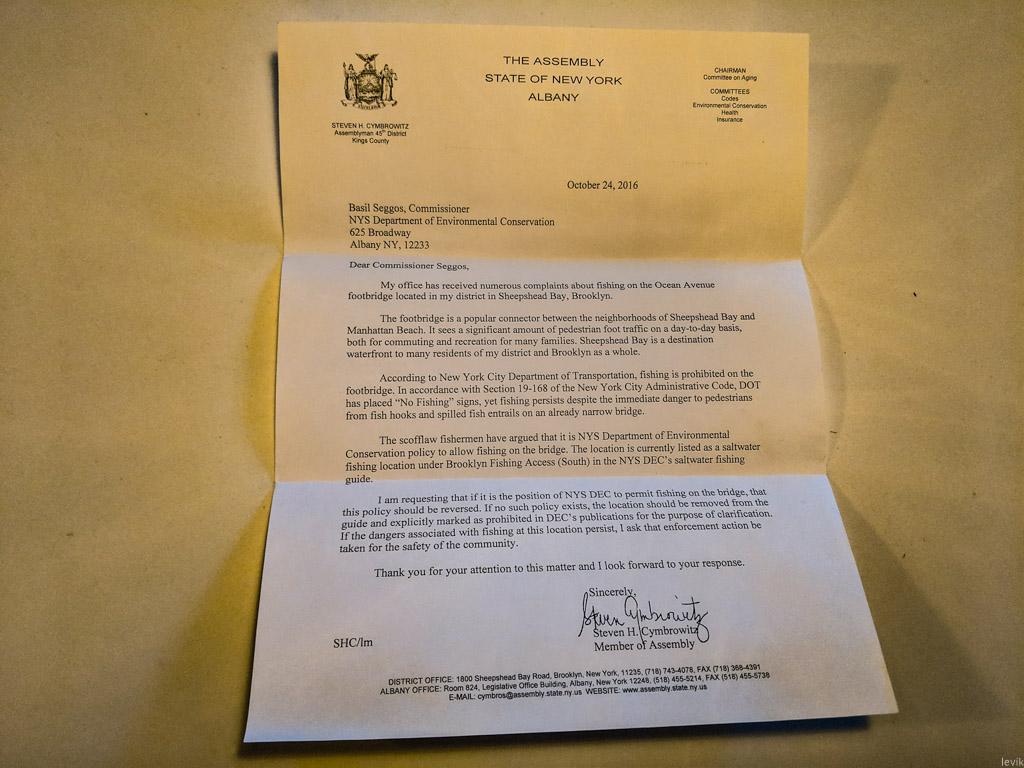 THE ASSEMBLY
STATE OF NEW YORK
ALBANY
STEVEN H. CYMBROWITZ
Assemblyman 45th District
Kings County
CHAIRMAN
Committee on Aging
COMMITTEES
Codes
Environmental Conservation
Health
Insurance
October 24, 2016
Basil Seggos, Commissioner
NYS Department of Environmental Conservation
625 Broadway
Albany NY, 12233
Dear Commissioner Seggos,
My office has received numerous complaints about fishing on the Ocean Avenue
footbridge located in my district in Sheepshead Bay, Brooklyn.
The footbridge is a popular connector between the neighborhoods of Sheepshead Bay and
Manhattan Beach. It sees a significant amount of pedestrian foot traffic on a day-to-day basis,
both for commuting and recreation for many families. Sheepshead Bay is a destination
waterfront to many residents of my district and Brooklyn as a whole.
According to New York City Department of Transportation, fishing is prohibited on the
footbridge. In accordance with Section 19-168 of the New York City Administrative Code, DOT
has placed “No Fishing” signs, yet fishing persists despite the immediate danger to pedestrians
from fish hooks and spilled fish entrails on an already narrow bridge.
The scofflaw fishermen have argued that it is NYS Department of Environmental
Conservation policy to allow fishing on the bridge. The location is currently listed as a saltwater
fishing location under Brooklyn Fishing Access (South) in the NYS DEC's saltwater fishing
guide.
I am requesting that if it is the position of NYS DEC to permit fishing on the bridge, that
this policy should be reversed. If no such policy exists, the location should be removed from the
guide and explicitly marked as prohibited in DEC's publications for the purpose of clarification.
If the dangers associated with fishing at this location persist, I ask that enforcement action be
taken for the safety of the community.
Thank you for your attention to this matter and I look forward to your response.
Sincerely,
Steven Cymbrowitz
Steven H. Cymbrowitz
Member of Assembly
SHC/lm
DISTRICT OFFICE: 1800 Sheepshead Bay Road, Brooklyn, New York, 11235, (718) 743-4078, FAX (718) 368-4391
ALBANY OFFICE: Room 824, Legislative Office Building, Albany, New York 12248, (518) 455-5214, FAX (518) 455-5738
E-MAIL: cymbros@assembly.state.ny.us WEBSITE: www.assembly.state.ny.us
levik